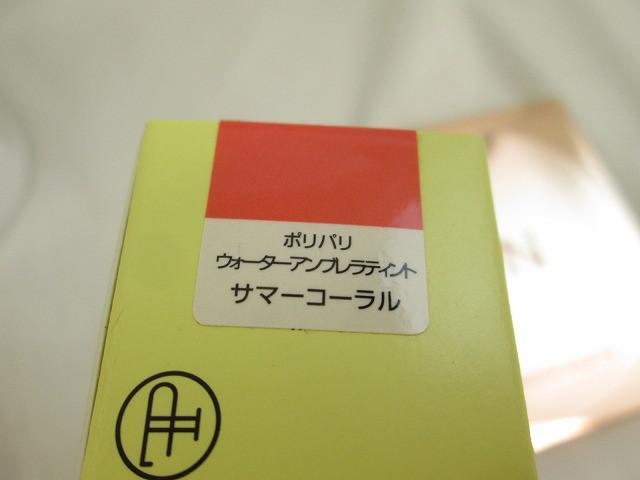 ポリパリ
ウォーターアンブレラティント
サマーコーラル